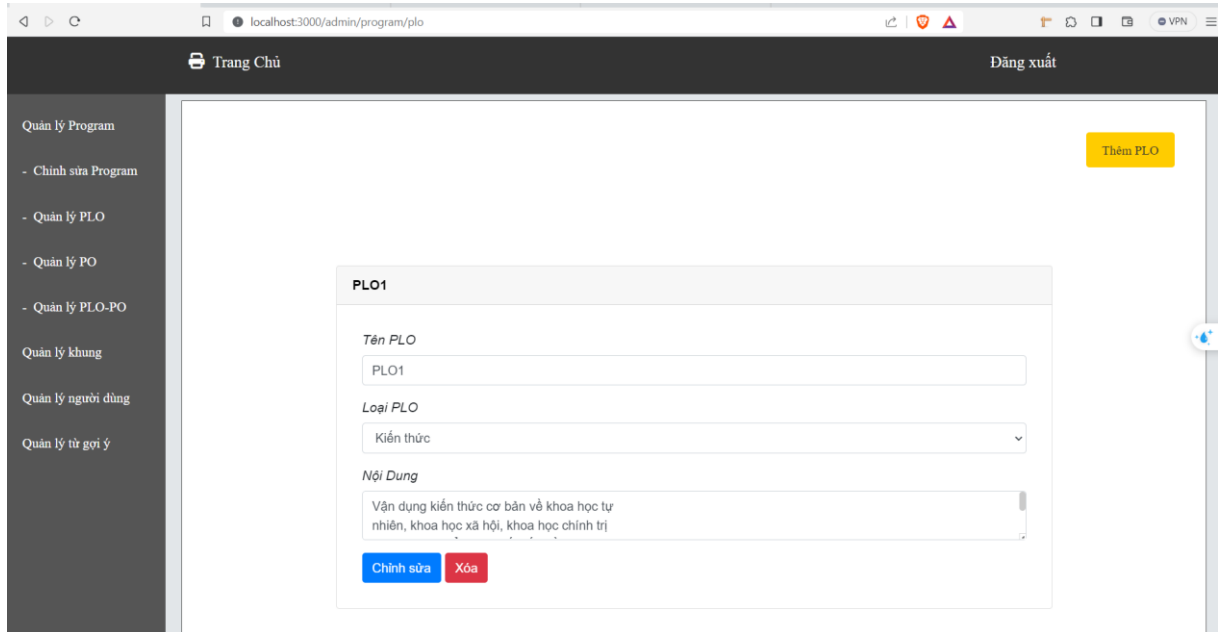 localhost:3000/admin/program/plo
VPN
Trang Chủ
Đăng xuất
Quản lý Program
- Chỉnh sửa Program
- Quản lý PLO
- Quản lý PO
- Quản lý PLO-PO
Quản lý khung
Quản lý người dùng
Quản lý từ gợi ý
Thêm PLO
PLO1
Tên PLO
PLO1
Loại PLO
Kiến thức
Nội Dung
Vận dụng kiến thức cơ bản về khoa học tự
nhiên, khoa học xã hội, khoa học chính trị
Chỉnh sửa
Xóa